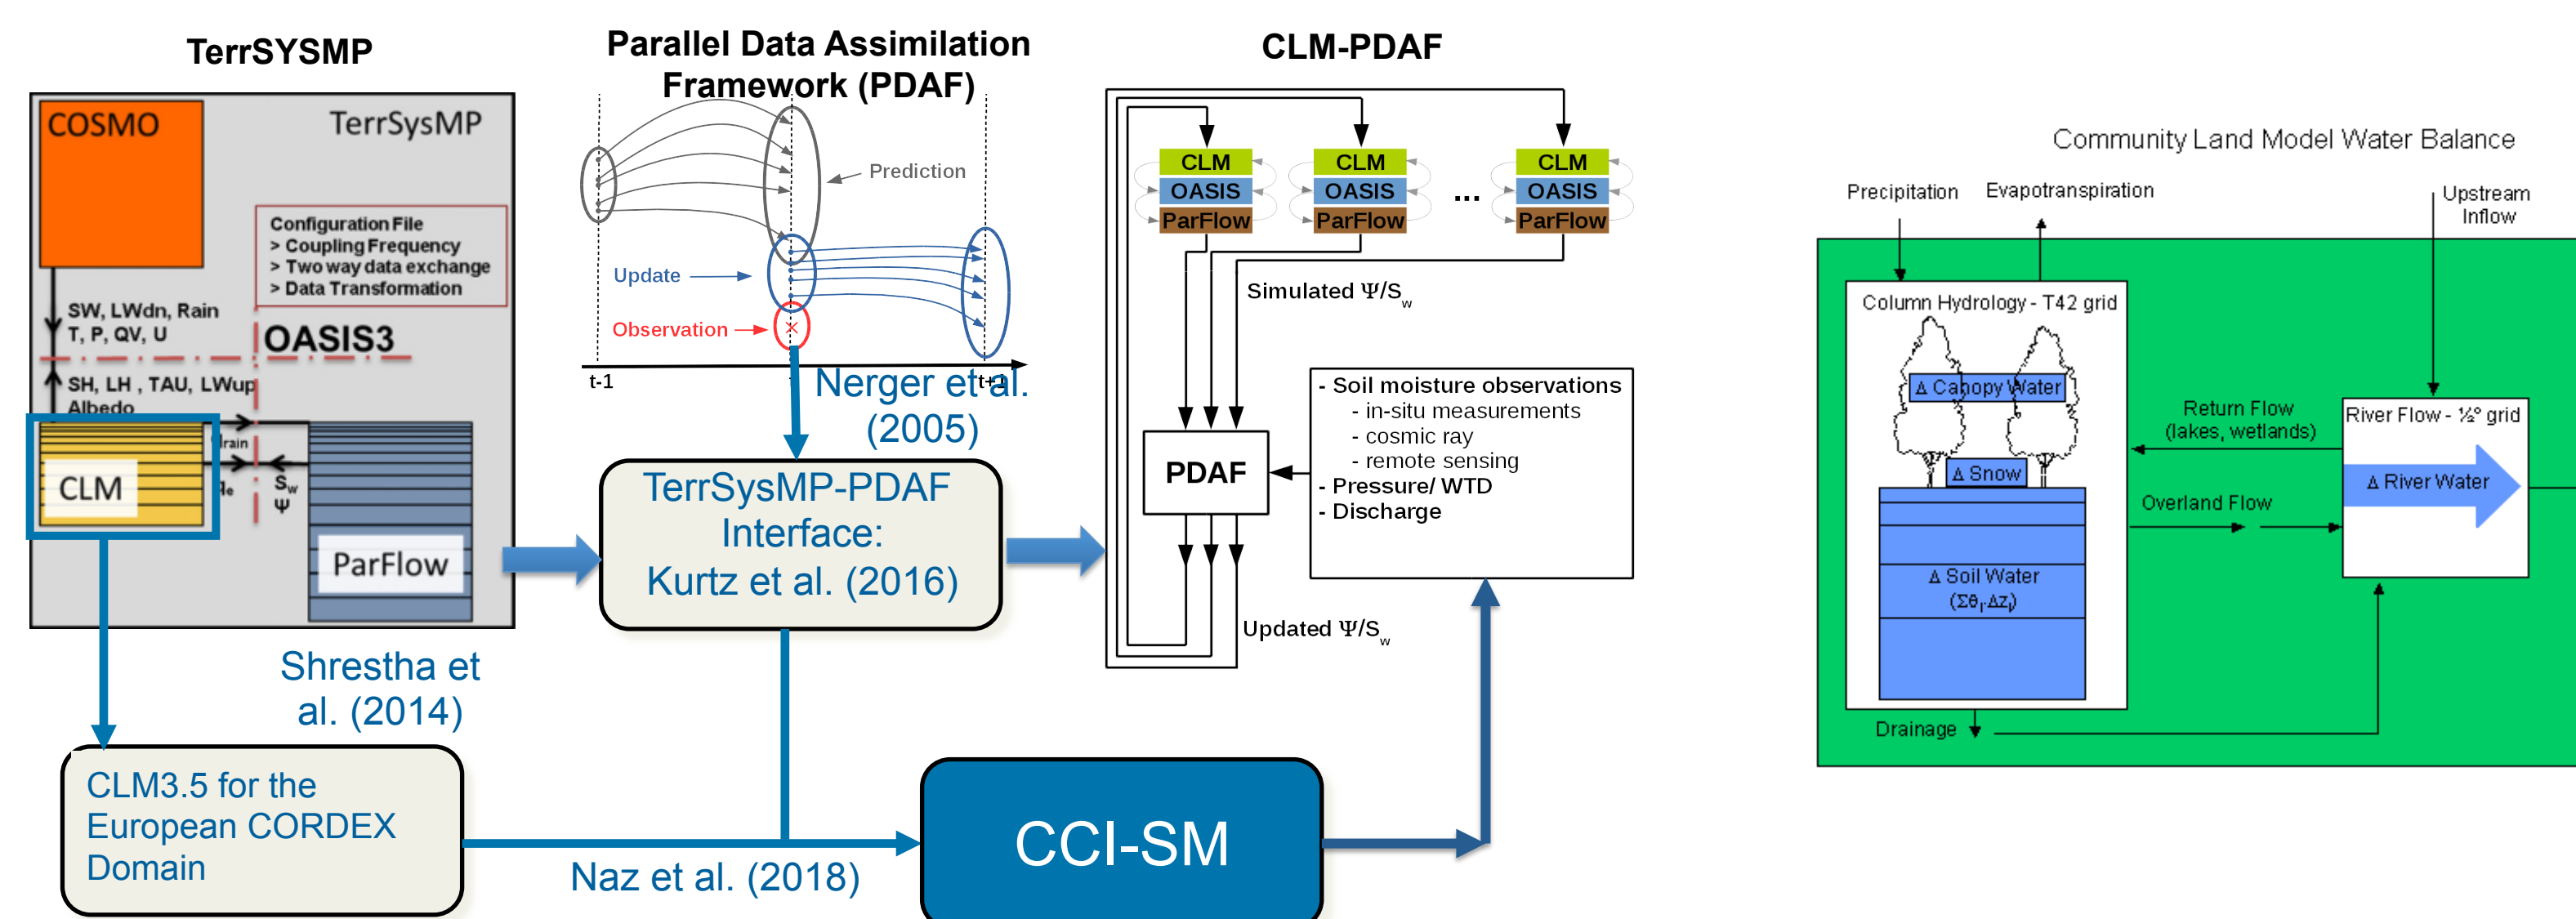 TerrSYSMP
COSMO
TerrSysMP
Configuration File
> Coupling Frequency
> Two way data exchange
> Data Transformation
SW, LWdn, Rain
T, P, QV, U
OASIS3
SH, LH , TAU, LWup
Albedo
CLM
Sw
Ψ
ParFlow
Shrestha et
al. (2014)
CLM3.5 for the
European CORDEX
Domain
Parallel Data Assimilation
Framework (PDAF)
Prediction
Update
Observation
t-1
t+1
Nerger et al.
(2005)
TerrSysMP-PDAF
Interface:
Kurtz et al. (2016)
Naz et al. (2018)
CCI-SM
CLM-PDAF
CLM
OASIS
ParFlow
CLM
OASIS
ParFlow
...
CLM
OASIS
ParFlow
Simulated Ψ/Sw
PDAF
- Soil moisture observations
- in-situ measurements
- cosmic ray
- remote sensing
- Pressure/ WTD
- Discharge
Updated Ψ/Sw
Community Land Model Water Balance
Precipitation
Evapotranspiration
Upstream
Inflow
Column Hydrology - T42 grid
Δ Canopy Water
Δ Snow
Δ Soil Water
(Σθi,Δzi)
Return Flow
(lakes, wetlands)
Overland Flow
River Flow - ½° grid
Δ River Water
Drainage